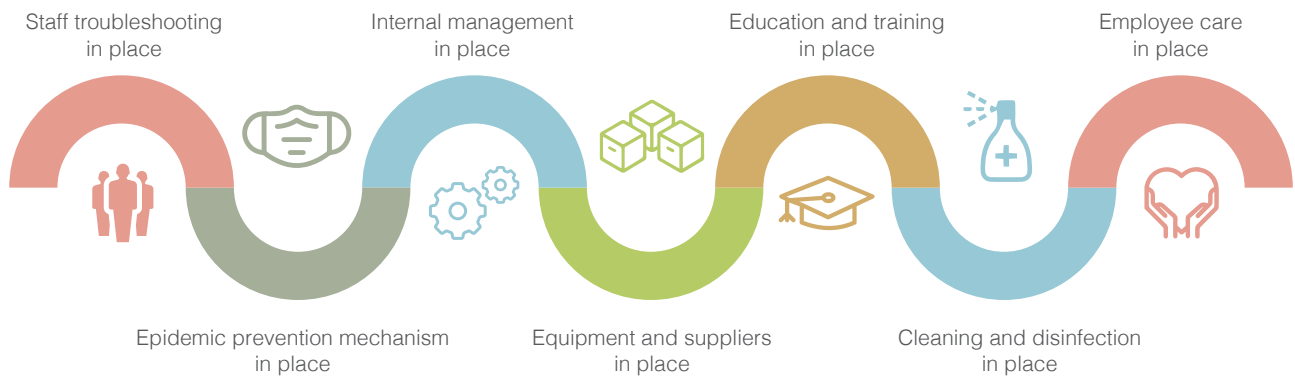 Staff troubleshooting
in place
Internal management
in place
Education and training
in place
Employee care
in place
Epidemic prevention mechanism
in place
Equipment and suppliers
in place
Cleaning and disinfection
in place